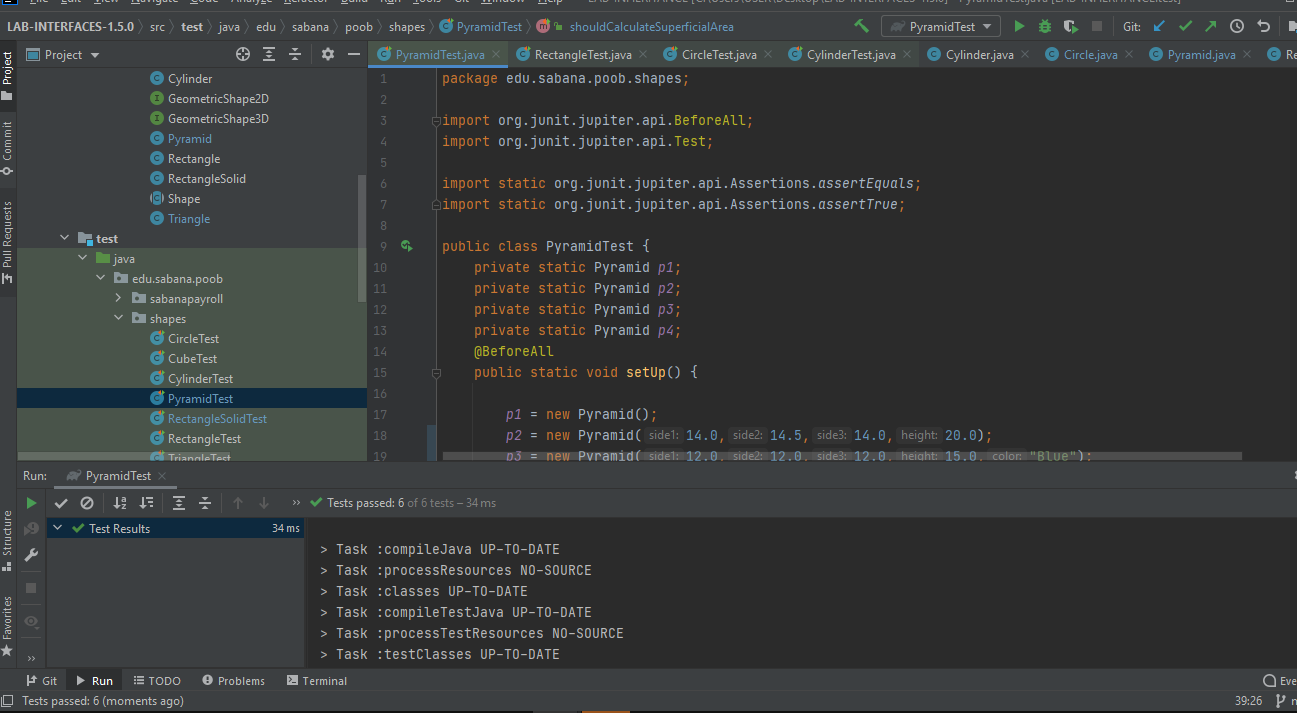 LAB-INTERFACES-1.5.0 src test java edu sabana poob shapes PyramidTest shouldCalculateSuperficialArea PyramidTest Git:
Project PyramidTest.java RectangleTest.java CircleTest.java CylinderTest.java Cylinder.java Circle.java Pyramid.java Re
Project
Commit
Pull Requests
Structure
Favorites
Cylinder
GeometricShape2D
GeometricShape3D
Pyramid
Rectangle
RectangleSolid
Shape
Triangle
test
java
edu.sabana.poob
sabanapayroll
shapes
CircleTest
CubeTest
CylinderTest
PyramidTest
RectangleSolidTest
RectangleTest
TriangleTest
1 package edu.sabana.poob.shapes;
2
3 import org.junit.jupiter.api.BeforeAll;
4 import org.junit.jupiter.api.Test;
5
6 import static org.junit.jupiter.api.Assertions.assertEquals;
7 import static org.junit.jupiter.api.Assertions.assertTrue;
8
9 public class PyramidTest {
10 private static Pyramid p1;
11 private static Pyramid p2;
12 private static Pyramid p3;
13 private static Pyramid p4;
14 @BeforeAll
15 public static void setUp() {
16
17 p1 = new Pyramid();
18 p2 = new Pyramid( side1: 14.0, side2: 14.5, side3: 14.0, height: 20.0);
19 p3 = new Pyramid( side1: 12.0, side2: 12.0, side3: 12.0, height: 15.0, color: "Blue");
Run: PyramidTest
Tests passed: 6 of 6 tests – 34 ms
Test Results 34 ms
> Task :compileJava UP-TO-DATE
> Task :processResources NO-SOURCE
> Task :classes UP-TO-DATE
> Task :compileTestJava UP-TO-DATE
> Task :processTestResources NO-SOURCE
> Task :testClasses UP-TO-DATE
Git Run TODO Problems Terminal Eve
Tests passed: 6 (moments ago) 39:26